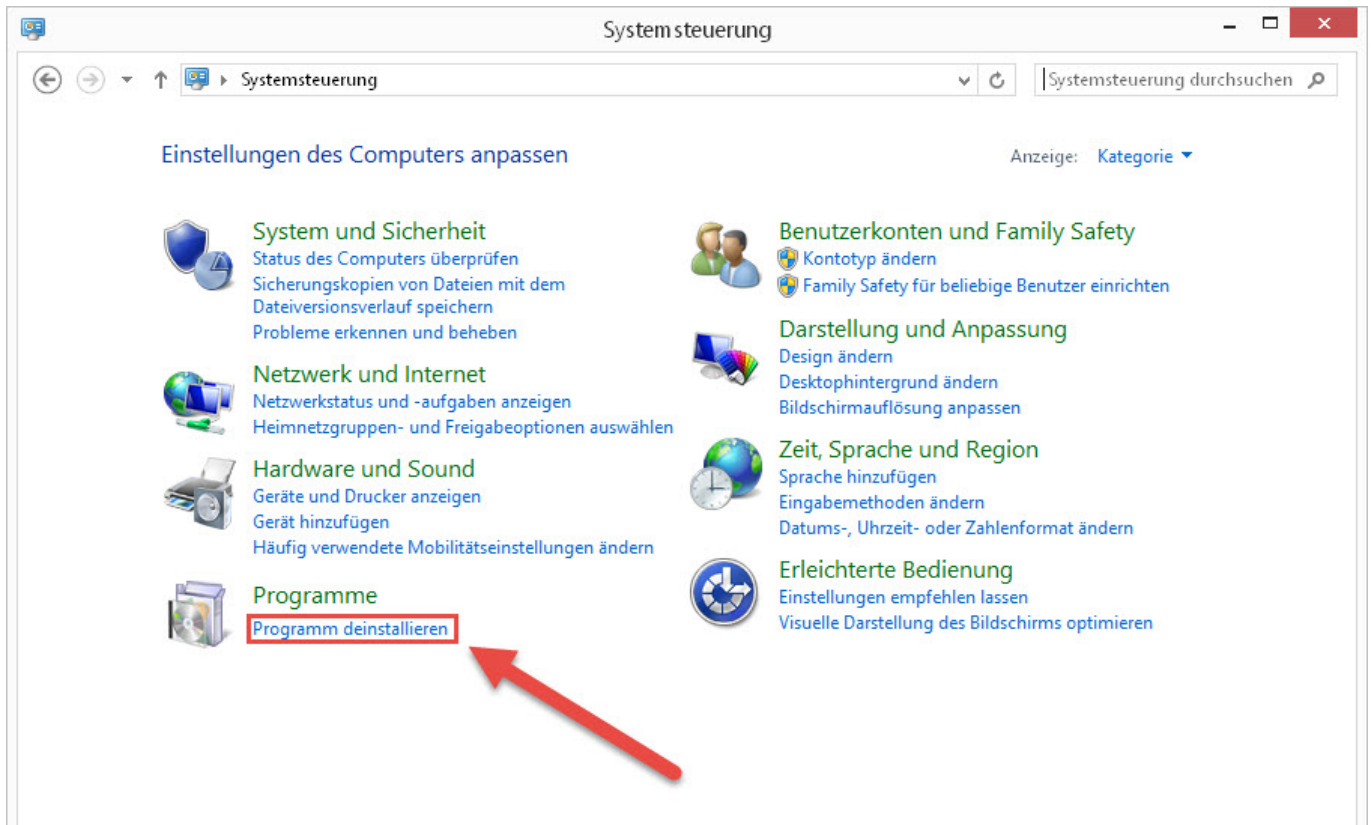 Systemsteuerung
Systemsteuerung
Systemsteuerung durchsuchen
Einstellungen des Computers anpassen
Anzeige: Kategorie
System und Sicherheit
Status des Computers überprüfen
Sicherungskopien von Dateien mit dem
Dateiversionsverlauf speichern
Probleme erkennen und beheben
Netzwerk und Internet
Netzwerkstatus und -aufgaben anzeigen
Heimnetzgruppen- und Freigabeoptionen auswählen
Hardware und Sound
Geräte und Drucker anzeigen
Gerät hinzufügen
Häufig verwendete Mobilitätseinstellungen ändern
Programme
Programm deinstallieren
Benutzerkonten und Family Safety
Kontotyp ändern
Family Safety für beliebige Benutzer einrichten
Darstellung und Anpassung
Design ändern
Desktophintergrund ändern
Bildschirmauflösung anpassen
Zeit, Sprache und Region
Sprache hinzufügen
Eingabemethoden ändern
Datums-, Uhrzeit- oder Zahlenformat ändern
Erleichterte Bedienung
Einstellungen empfehlen lassen
Visuelle Darstellung des Bildschirms optimieren